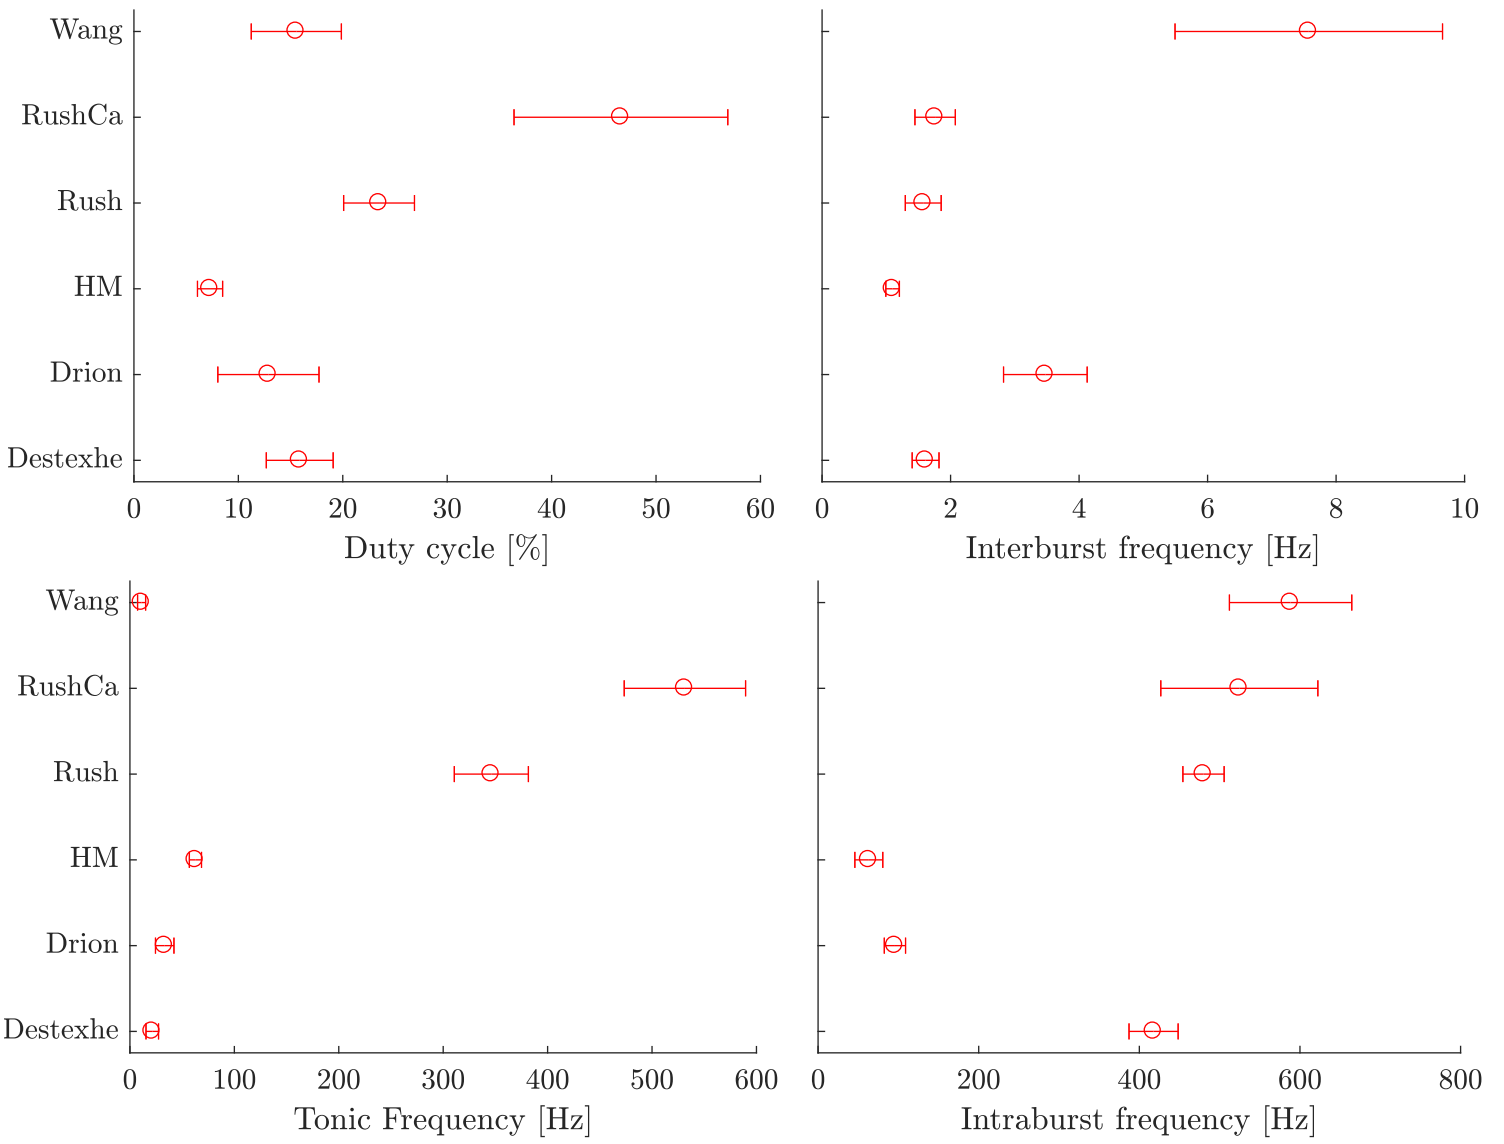 Wang
RushCa
Rush
HM
Drion
Destexhe
0 10 20 30 40 50 60
Duty cycle [%]
0 2 4 6 8 10
Interburst frequency [Hz]
Wang
RushCa
Rush
HM
Drion
Destexhe
0 100 200 300 400 500 600
Tonic Frequency [Hz]
0 200 400 600 800
Intraburst frequency [Hz]